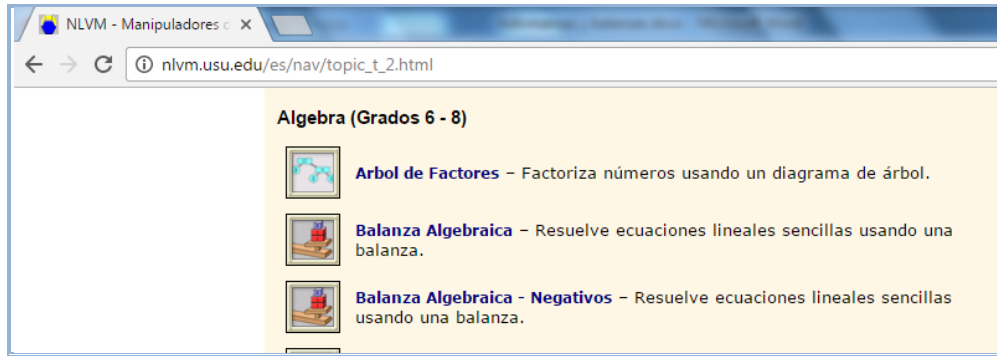 NLVM - Manipuladores
nlvm.usu.edu/es/nav/topic_t_2.html
Algebra (Grados 6 - 8)
Arbol de Factores – Factoriza números usando un diagrama de árbol.
Balanza Algebraica – Resuelve ecuaciones lineales sencillas usando una
balanza.
Balanza Algebraica - Negativos – Resuelve ecuaciones lineales sencillas
usando una balanza.